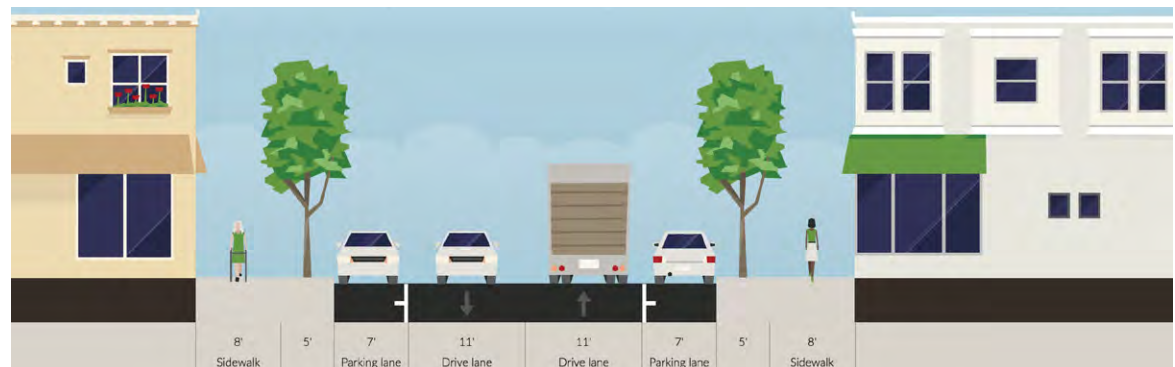 8' 5' 7' 11' 11' 7' 5' 8'
Sidewalk Parking lane Drive lane Drive lane Parking lane Sidewalk